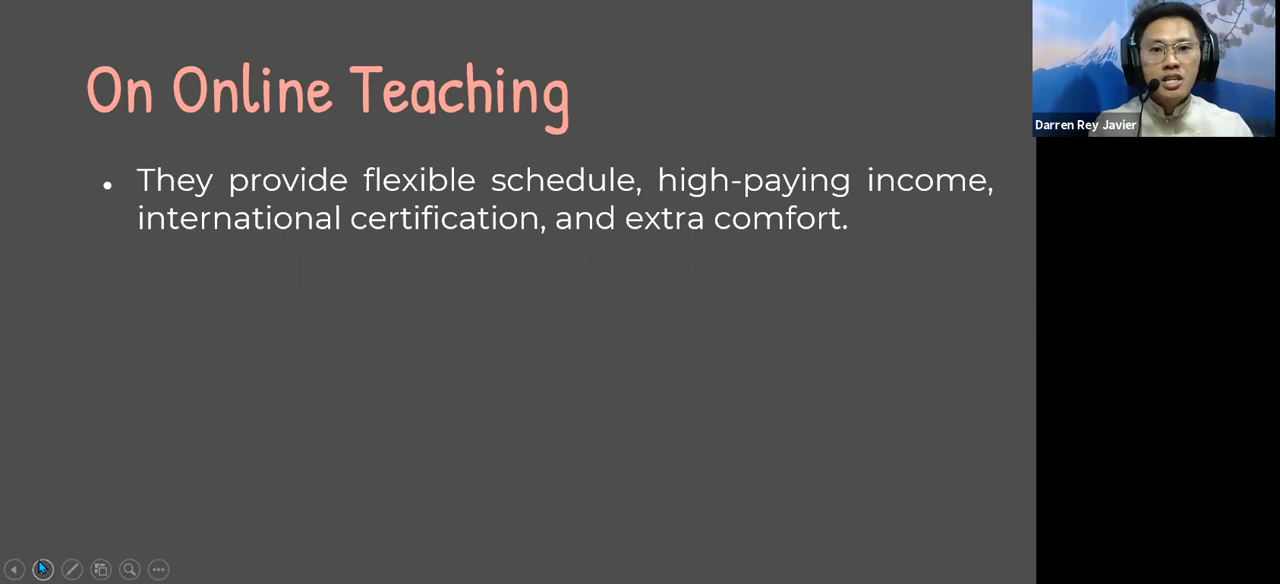 On Online Teaching
• They provide flexible schedule, high-paying income,
international certification, and extra comfort.
Darren Rey Javier